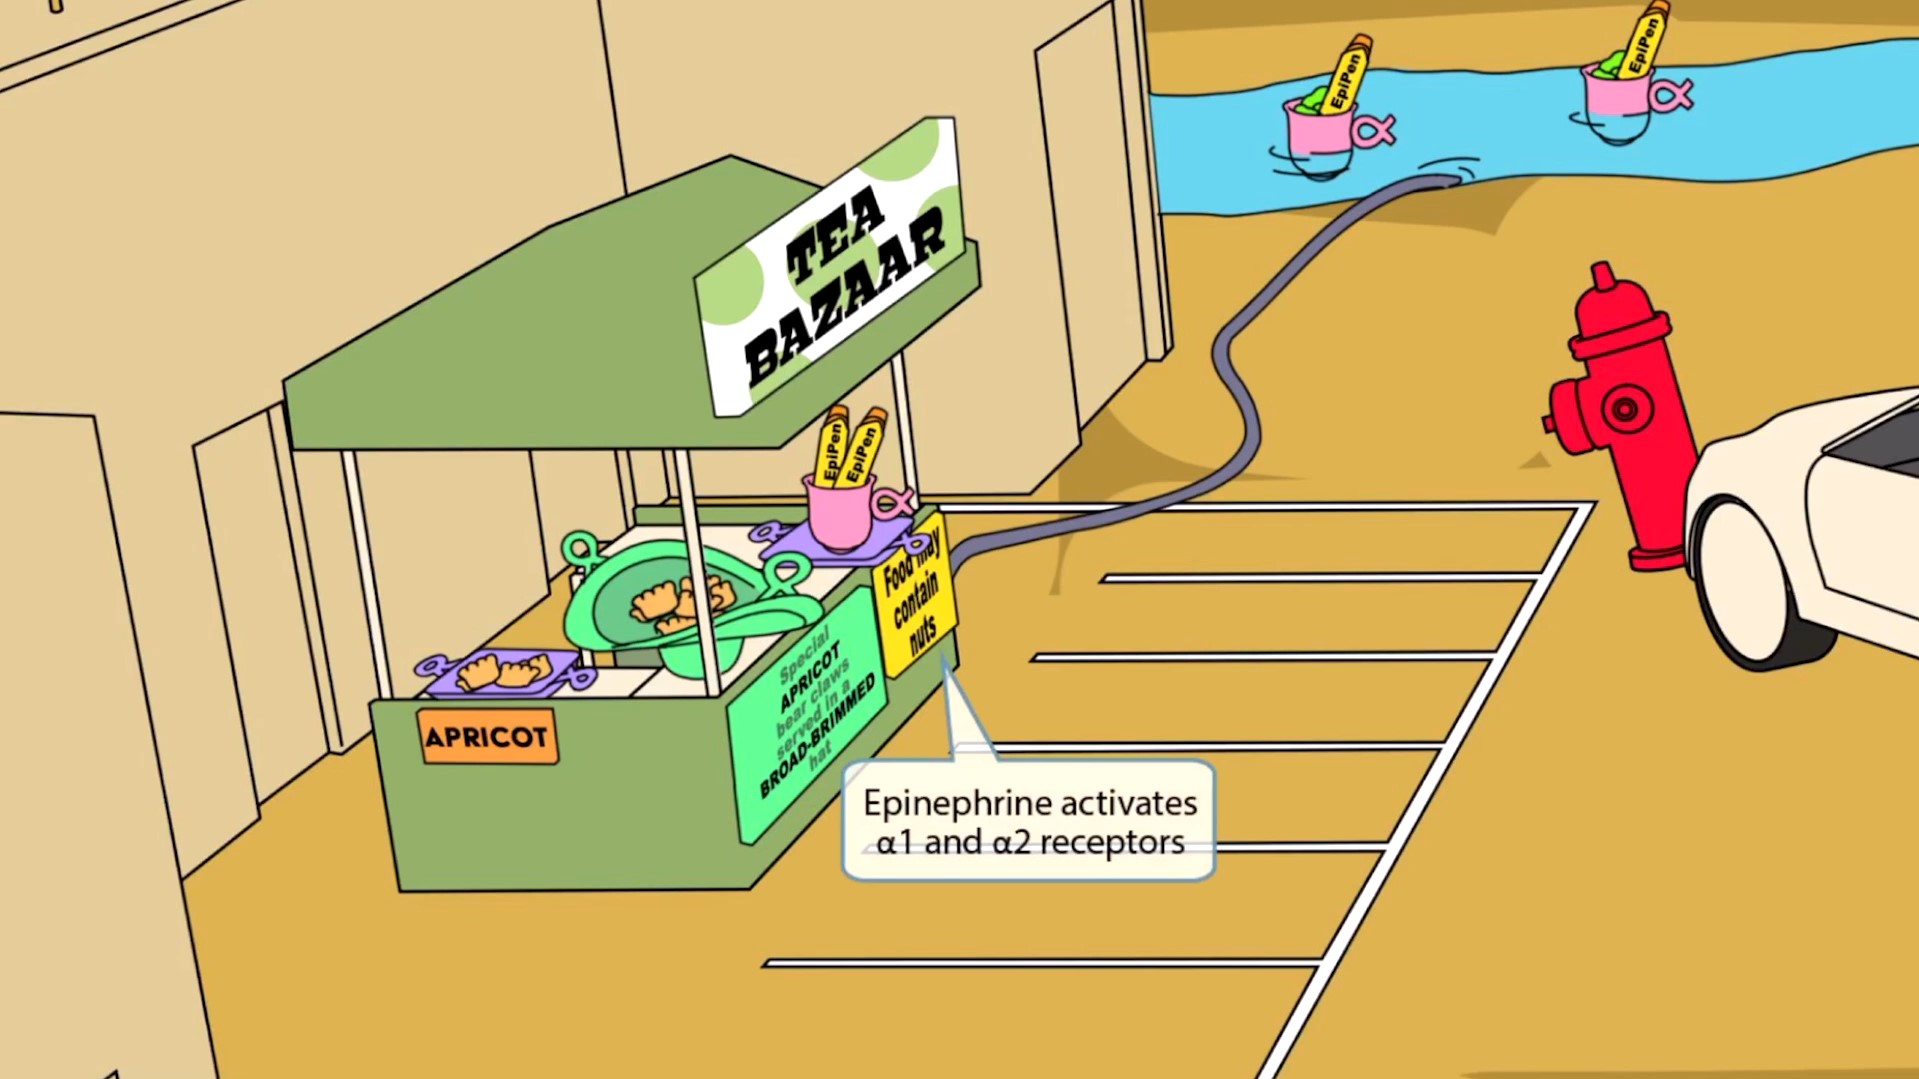 EpiPen
EpiPen
TEA
BAZAAR
EpiPen
EpiPen
Food may
contain
nuts
Special
APRICOT
bear claws
served in a
BROAD-BRIMMED
hat
APRICOT
Epinephrine activates
α1 and α2 receptors